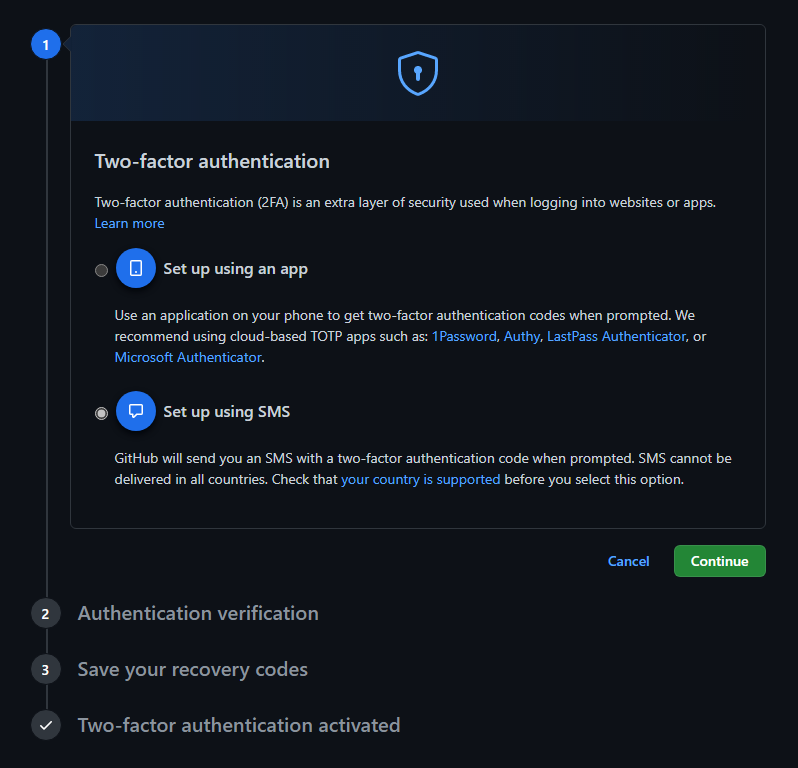 1
Two-factor authentication
Two-factor authentication (2FA) is an extra layer of security used when logging into websites or apps.
Learn more
Set up using an app
Use an application on your phone to get two-factor authentication codes when prompted. We
recommend using cloud-based TOTP apps such as: 1Password, Authy, LastPass Authenticator, or
Microsoft Authenticator.
Set up using SMS
GitHub will send you an SMS with a two-factor authentication code when prompted. SMS cannot be
delivered in all countries. Check that your country is supported before you select this option.
Cancel Continue
2 Authentication verification
3 Save your recovery codes
Two-factor authentication activated